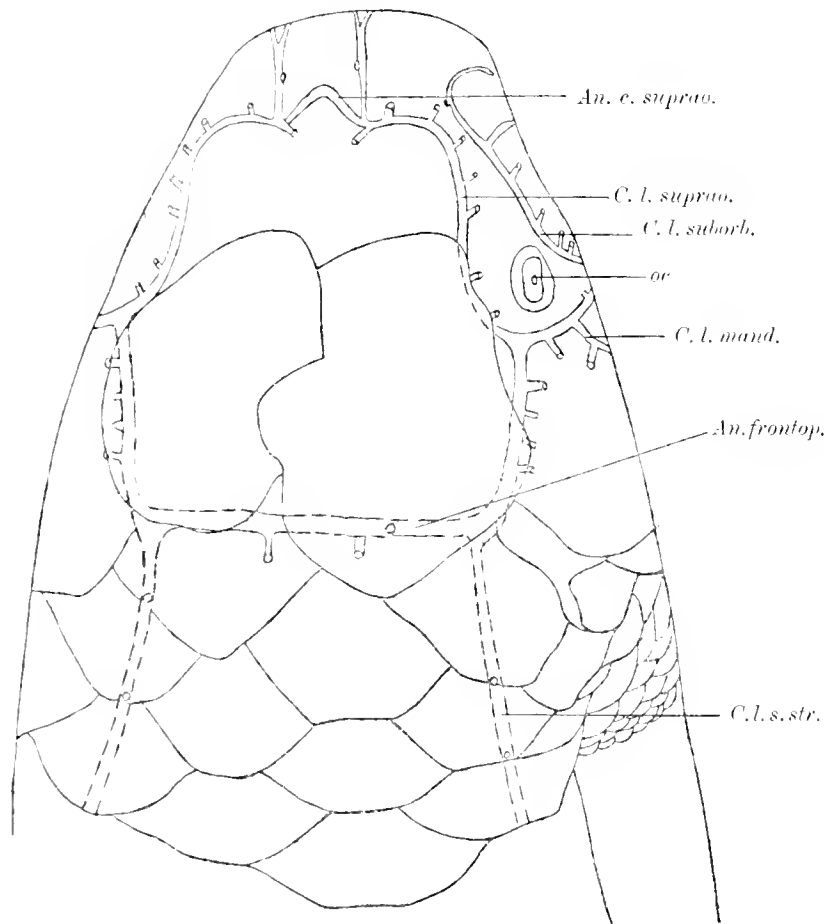 An. c. suprao.
C. l. suprao.
C. l. suborb.
oc
C. l. mand.
An. frontop.
C. l. s. str.